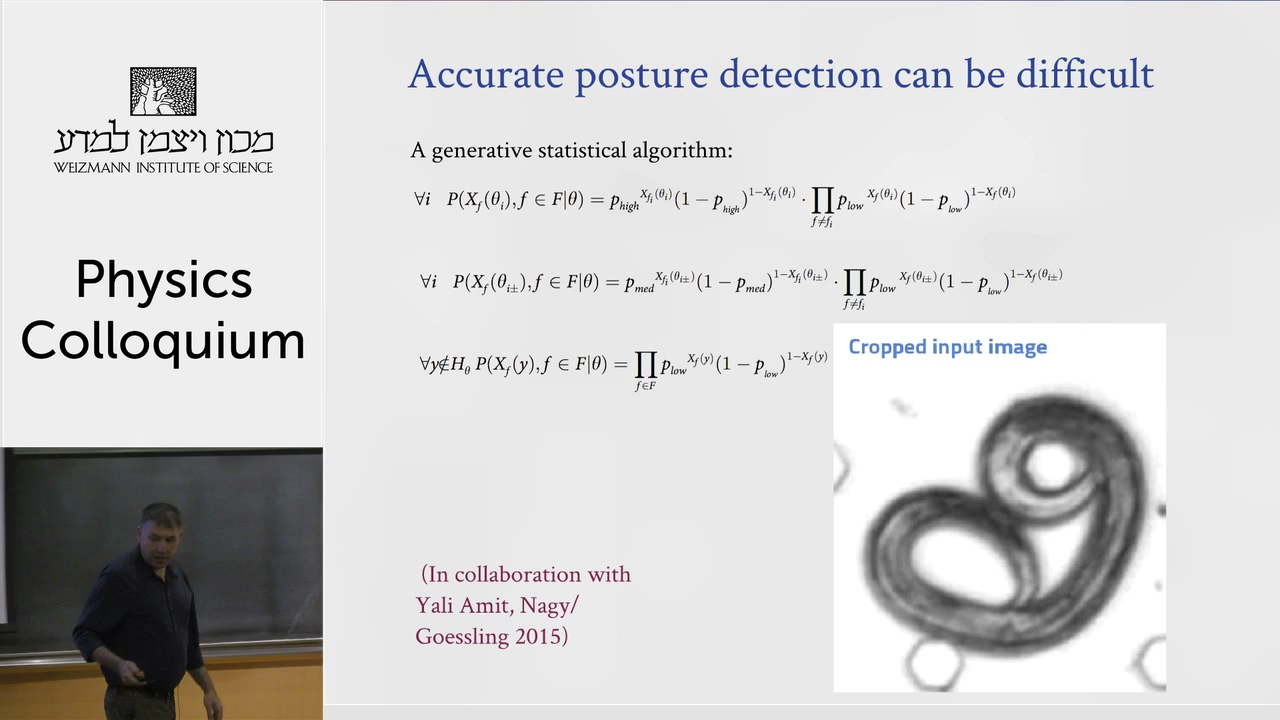 מכון ויצמן למדע
WEIZMANN INSTITUTE OF SCIENCE
Physics
Colloquium
Accurate posture detection can be difficult
A generative statistical algorithm:
∀i P(X_f(θ_i), f ∈ F|θ) = p_high^{X_{f_i}(θ_i)}(1 − p_high)^{1−X_{f_i}(θ_i)} · ∏_{f≠f_i} p_low^{X_f(θ_i)}(1 − p_low)^{1−X_f(θ_i)}
∀i P(X_f(θ_{i±}), f ∈ F|θ) = p_med^{X_{f_i}(θ_{i±})}(1 − p_med)^{1−X_{f_i}(θ_{i±})} · ∏_{f≠f_i} p_low^{X_f(θ_{i±})}(1 − p_low)^{1−X_f(θ_{i±})}
∀y∉H_θ P(X_f(y), f ∈ F|θ) = ∏_{f∈F} p_low^{X_f(y)}(1 − p_low)^{1−X_f(y)}
Cropped input image
(In collaboration with
Yali Amit, Nagy/
Goessling 2015)